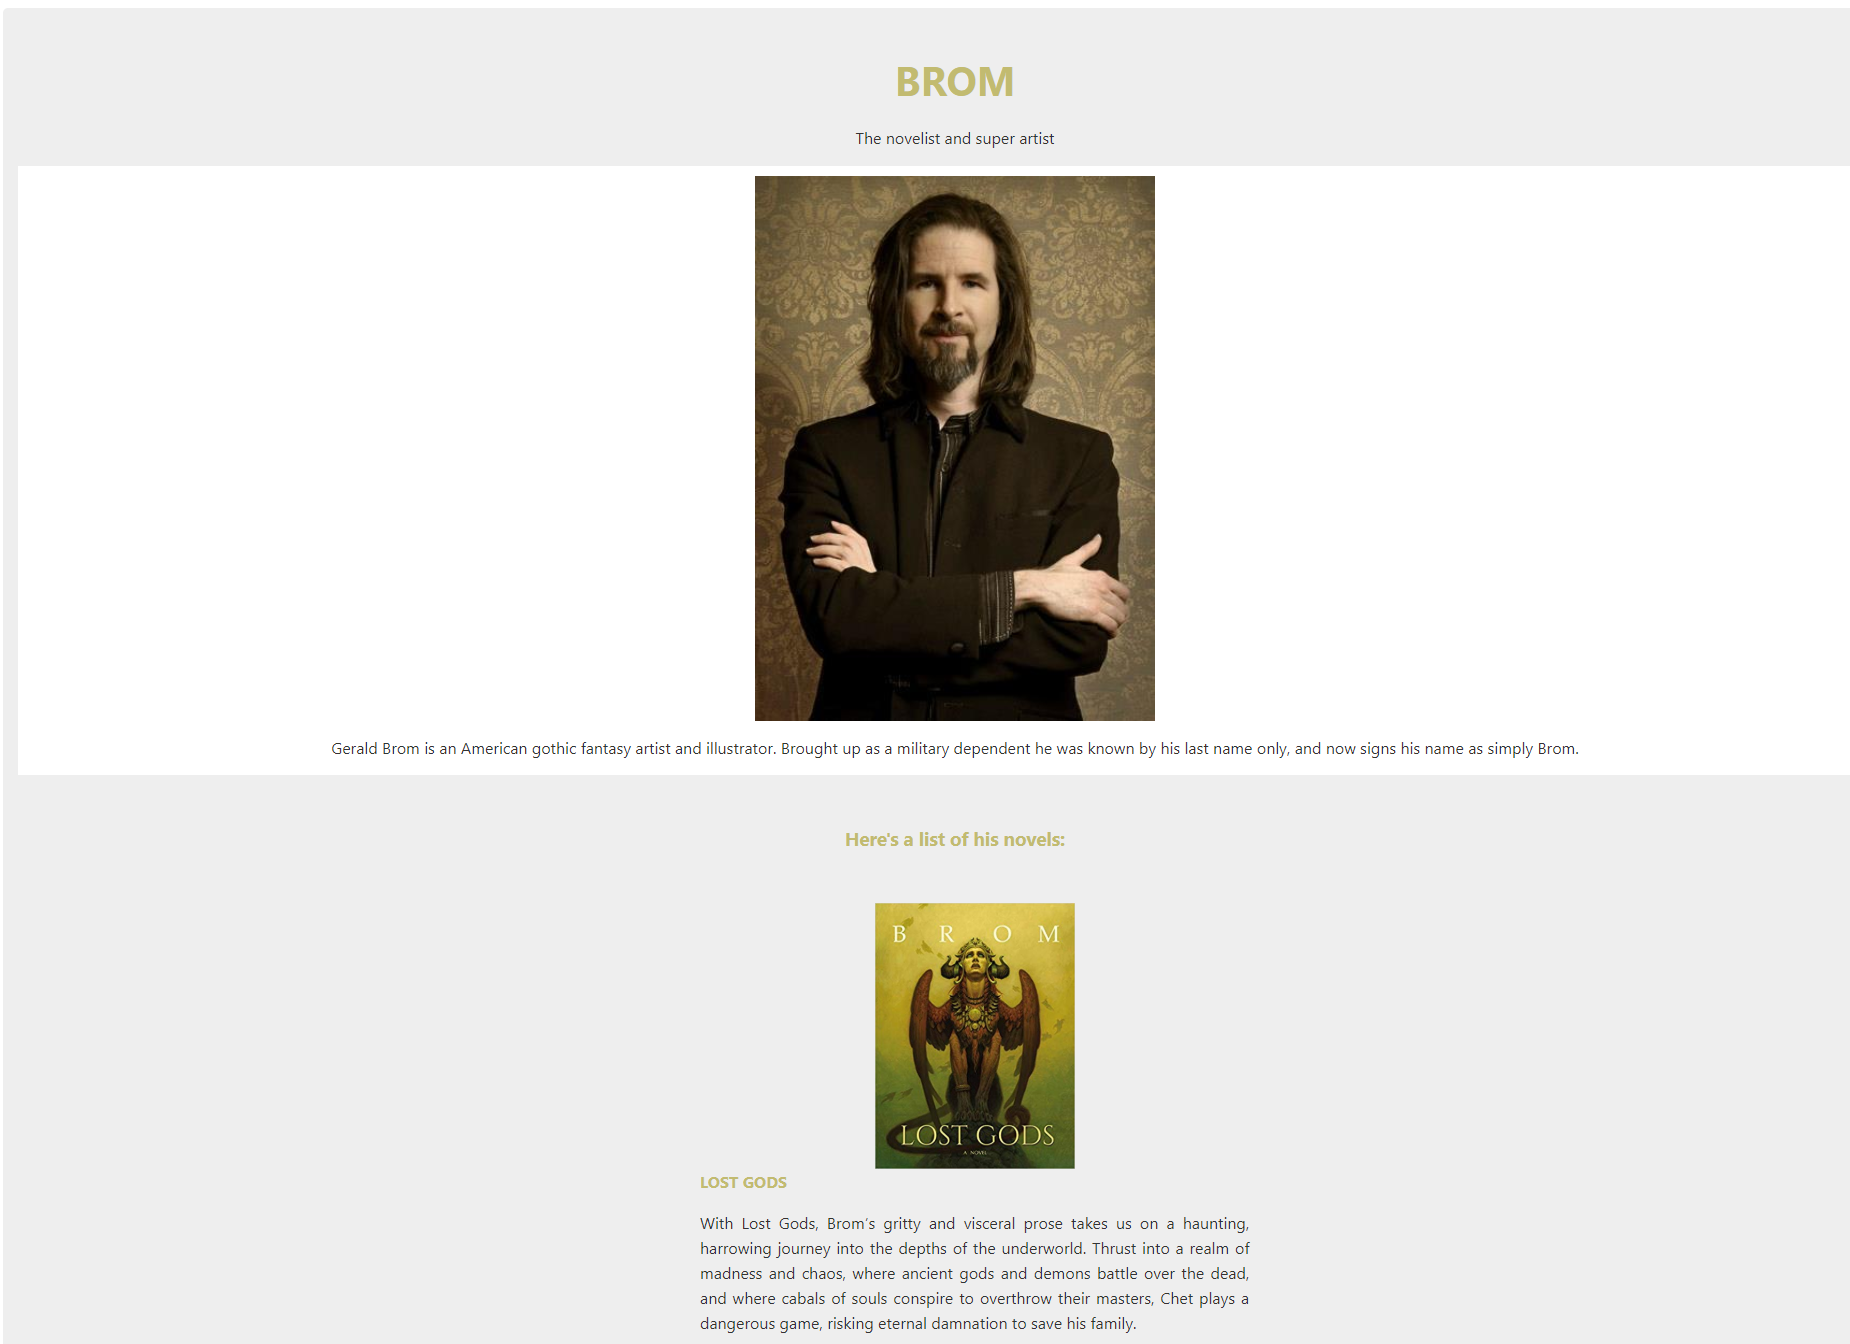 BROM
The novelist and super artist
Gerald Brom is an American gothic fantasy artist and illustrator. Brought up as a military dependent he was known by his last name only, and now signs his name as simply Brom.
Here's a list of his novels:
B R O M
LOST GODS
A NOVEL
LOST GODS
With Lost Gods, Brom's gritty and visceral prose takes us on a haunting,
harrowing journey into the depths of the underworld. Thrust into a realm of
madness and chaos, where ancient gods and demons battle over the dead,
and where cabals of souls conspire to overthrow their masters, Chet plays a
dangerous game, risking eternal damnation to save his family.